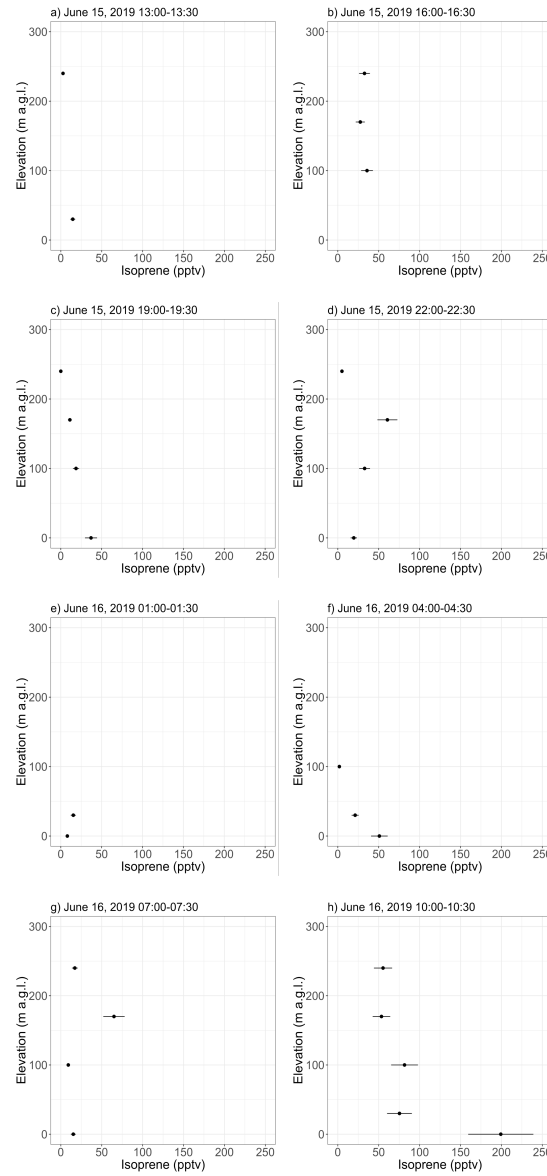 a) June 15, 2019 13:00-13:30
b) June 15, 2019 16:00-16:30
300
200
100
0
Elevation (m a.g.l.)
0 50 100 150 200 250
Isoprene (pptv)
300
200
100
0
Elevation (m a.g.l.)
0 50 100 150 200 250
Isoprene (pptv)
c) June 15, 2019 19:00-19:30
d) June 15, 2019 22:00-22:30
300
200
100
0
Elevation (m a.g.l.)
0 50 100 150 200 250
Isoprene (pptv)
300
200
100
0
Elevation (m a.g.l.)
0 50 100 150 200 250
Isoprene (pptv)
e) June 16, 2019 01:00-01:30
f) June 16, 2019 04:00-04:30
300
200
100
0
Elevation (m a.g.l.)
0 50 100 150 200 250
Isoprene (pptv)
300
200
100
0
Elevation (m a.g.l.)
0 50 100 150 200 250
Isoprene (pptv)
g) June 16, 2019 07:00-07:30
h) June 16, 2019 10:00-10:30
300
200
100
0
Elevation (m a.g.l.)
0 50 100 150 200 250
Isoprene (pptv)
300
200
100
0
Elevation (m a.g.l.)
0 50 100 150 200 250
Isoprene (pptv)